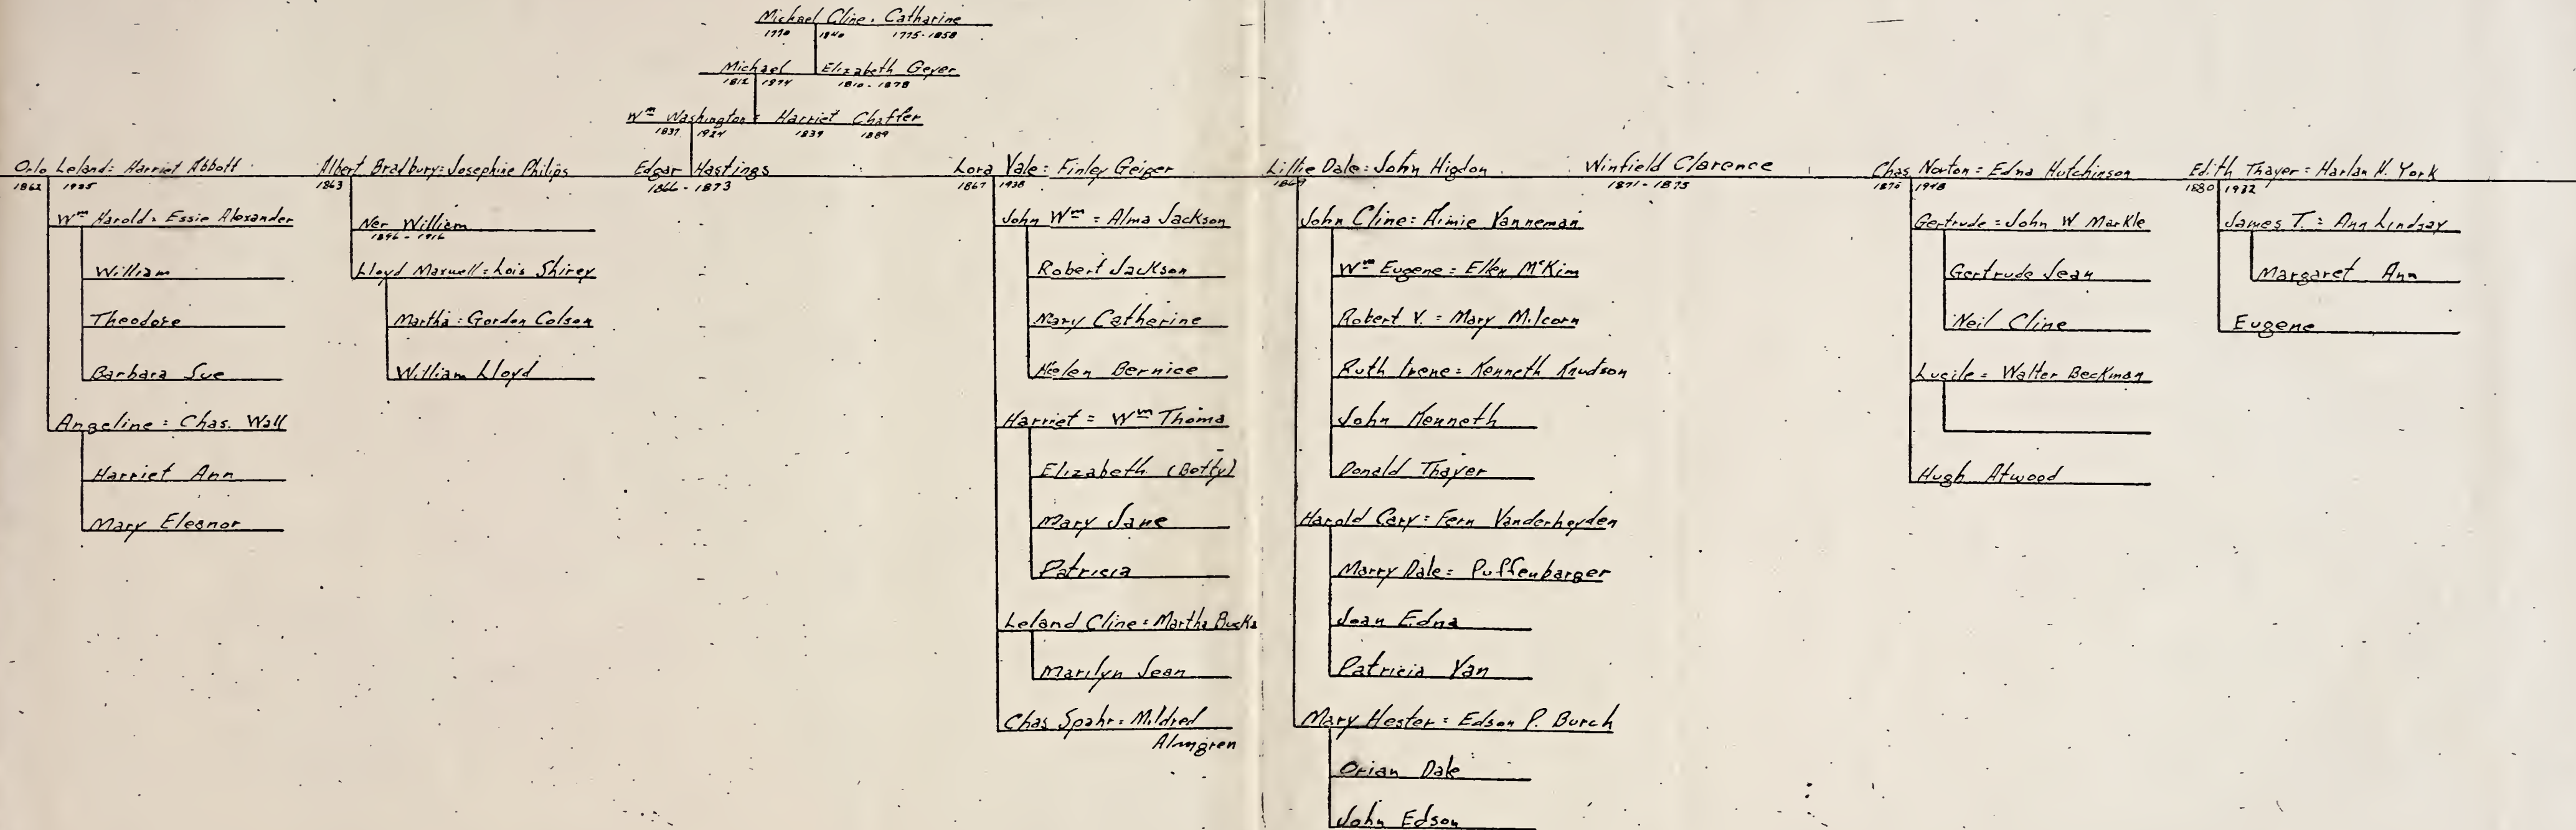 Michael Cline = Catharine
1770 1840 1775-1858
Michael Elizabeth Geyer
1812 1874 1810-1878
Wm Washington = Harriet Chaffer
1837 1924 1839 1889
Orlo Leland = Harriet Abbott
1862 1935
Wm Harold = Essie Alexander
William
Theodore
Barbara Sue
Angeline = Chas. Wall
Harriet Ann
Mary Eleanor
Albert Bradbury = Josephine Philips
1863
Ner William
1896-1916
Lloyd Maxwell = Lois Shirey
Martha = Gordon Colson
William Lloyd
Edgar Hastings
1866-1873
Lora Vale = Finley Geiger
1867 1938
John Wm = Alma Jackson
Robert Jackson
Mary Catherine
Helen Bernice
Harriet = Wm Thoma
Elizabeth (Betty)
Mary Jane
Patricia
Leland Cline = Martha
Marilyn Jean
Chas Spahr = Mildred
Almgren
Lillie Dale = John Higdon
1869
John Cline = Aimie Vanneman
Wm Eugene = Ellen McKim
Robert V. = Mary Milcorn
Ruth Irene = Kenneth Knudson
John Kenneth
Donald Thayer
Harold Cary = Fern Vanderheyden
Marry Dale = Puffenbarger
Jean Edna
Patricia Van
Mary Hester = Edson P. Burch
Orian Dale
John Edson
Winfield Clarence
1871-1875
Chas Norton = Edna Hutchinson
1948
Gertrude = John W Markle
Gertrude Jean
Neil Cline
Lucile = Walter Beckman
Hugh Atwood
Edith Thayer = Harlan H. York
1880 1932
James T. = Ann Lindsay
Margaret Ann
Eugene